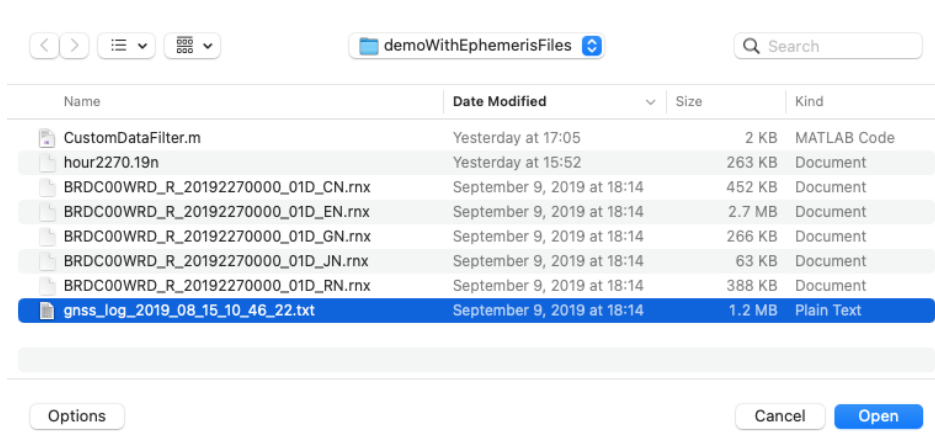 demoWithEphemerisFiles Search
Name Date Modified Size Kind
CustomDataFilter.m Yesterday at 17:05 2 KB MATLAB Code
hour2270.19n Yesterday at 15:52 263 KB Document
BRDC00WRD_R_20192270000_01D_CN.rnx September 9, 2019 at 18:14 452 KB Document
BRDC00WRD_R_20192270000_01D_EN.rnx September 9, 2019 at 18:14 2.7 MB Document
BRDC00WRD_R_20192270000_01D_GN.rnx September 9, 2019 at 18:14 266 KB Document
BRDC00WRD_R_20192270000_01D_JN.rnx September 9, 2019 at 18:14 63 KB Document
BRDC00WRD_R_20192270000_01D_RN.rnx September 9, 2019 at 18:14 388 KB Document
gnss_log_2019_08_15_10_46_22.txt September 9, 2019 at 18:14 1.2 MB Plain Text
Options Cancel Open